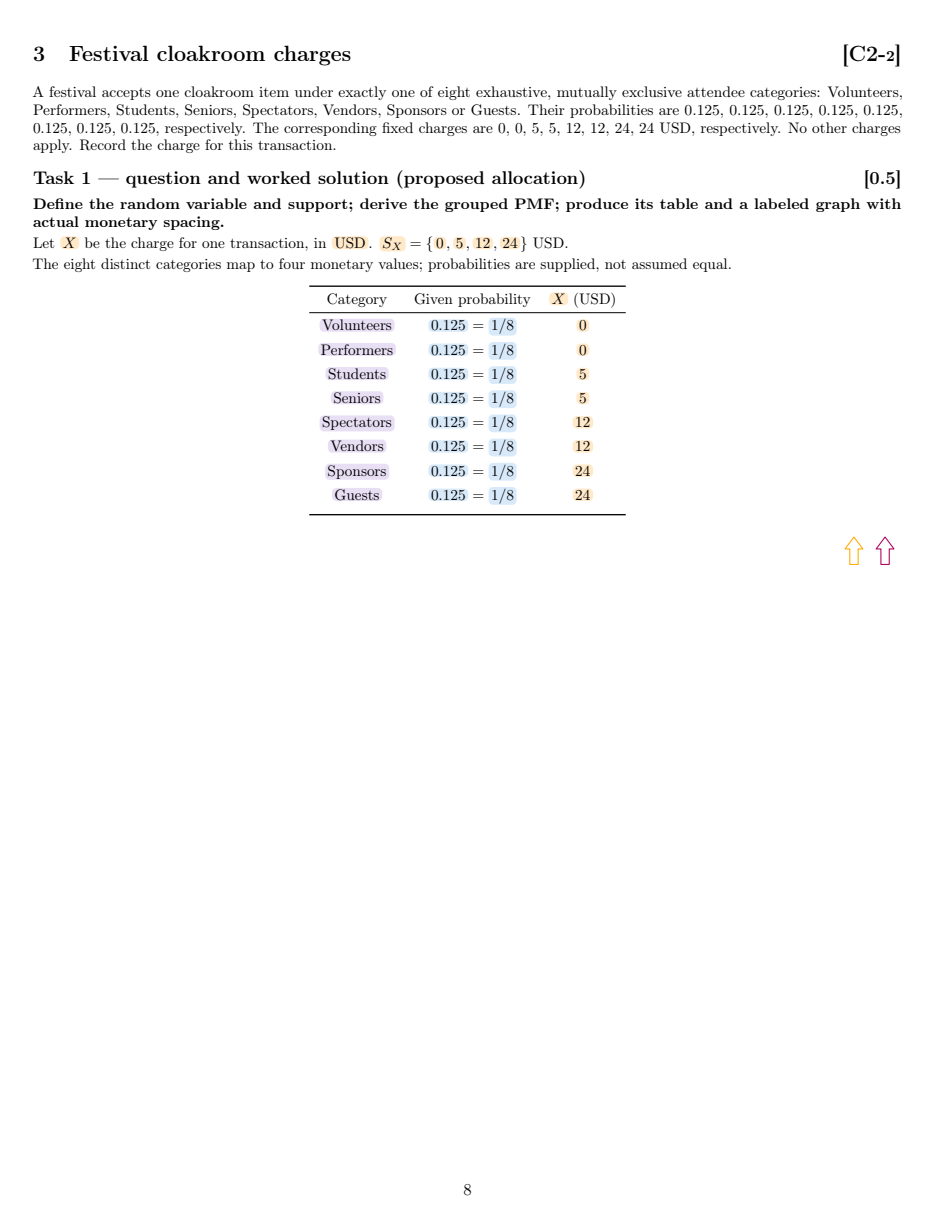 3 Festival cloakroom charges [C2-2]
A festival accepts one cloakroom item under exactly one of eight exhaustive, mutually exclusive attendee categories: Volunteers,
Performers, Students, Seniors, Spectators, Vendors, Sponsors or Guests. Their probabilities are 0.125, 0.125, 0.125, 0.125, 0.125,
0.125, 0.125, 0.125, respectively. The corresponding fixed charges are 0, 0, 5, 5, 12, 12, 24, 24 USD, respectively. No other charges
apply. Record the charge for this transaction.
Task 1 — question and worked solution (proposed allocation) [0.5]
Define the random variable and support; derive the grouped PMF; produce its table and a labeled graph with
actual monetary spacing.
Let X be the charge for one transaction, in USD. S_X = {0, 5, 12, 24} USD.
The eight distinct categories map to four monetary values; probabilities are supplied, not assumed equal.
Category Given probability X (USD)
Volunteers 0.125 = 1/8 0
Performers 0.125 = 1/8 0
Students 0.125 = 1/8 5
Seniors 0.125 = 1/8 5
Spectators 0.125 = 1/8 12
Vendors 0.125 = 1/8 12
Sponsors 0.125 = 1/8 24
Guests 0.125 = 1/8 24
8